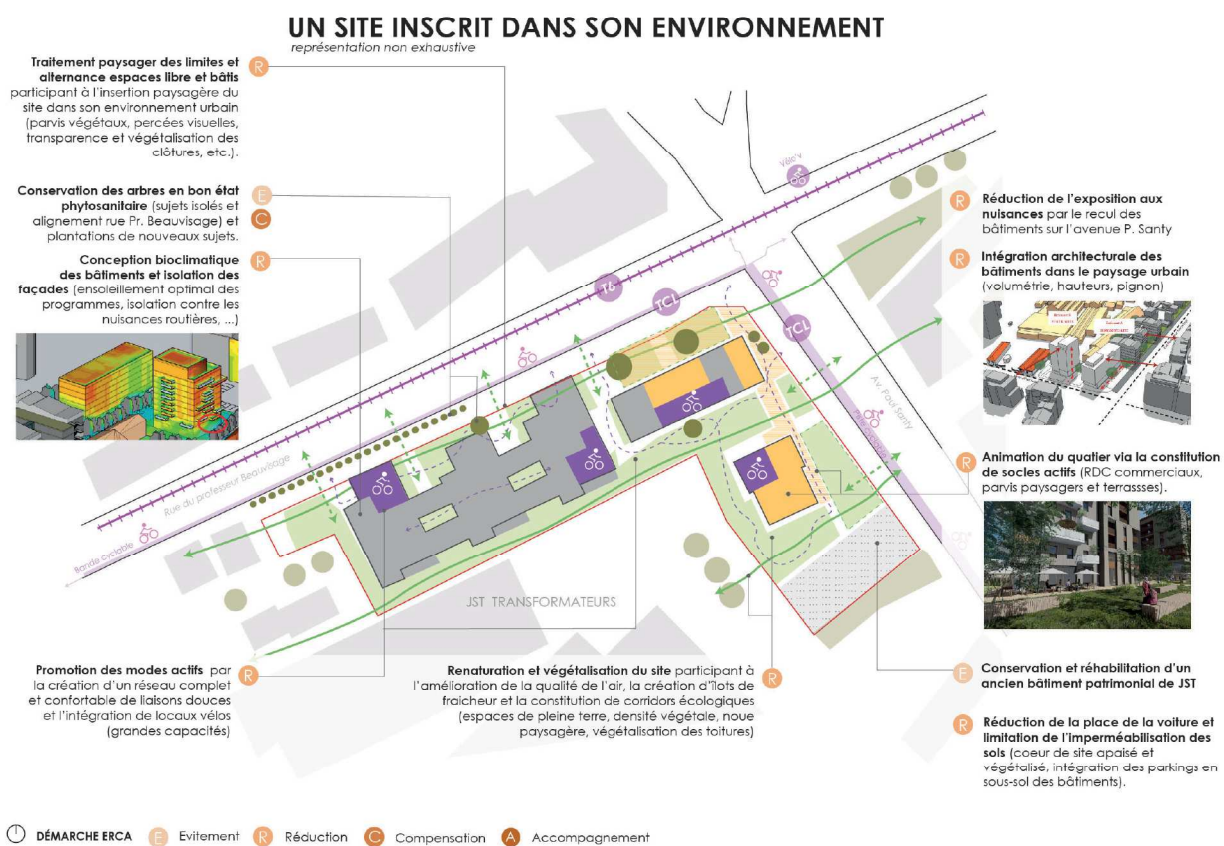 UN SITE INSCRIT DANS SON ENVIRONNEMENT
représentation non exhaustive
Traitement paysager des limites et
alternance espaces libre et bâtis
participant à l'insertion paysagère du
site dans son environnement urbain
(parvis végétaux, percées visuelles,
transparence et végétalisation des
clôtures, etc.).
R
Conservation des arbres en bon état
phytosanitaire (sujets isolés et
alignement rue Pr. Beauvisage) et
plantations de nouveaux sujets.
E
C
Conception bioclimatique
des bâtiments et isolation des
façades (ensoleillement optimal des
programmes, isolation contre les
nuisances routières, ...)
R
Vélo'v
T6
TCL
TCL
Rue du professeur Beauvisage
Bande cyclable
Av. Paul Santy
Piste cyclable
JST TRANSFORMATEURS
R
Réduction de l'exposition aux
nuisances par le recul des
bâtiments sur l'avenue P. Santy
R
Intégration architecturale des
bâtiments dans le paysage urbain
(volumétrie, hauteurs, pignon)
R
Animation du quatier via la constitution
de socles actifs (RDC commerciaux,
parvis paysagers et terrassses).
Promotion des modes actifs par
la création d'un réseau complet
et confortable de liaisons douces
et l'intégration de locaux vélos
(grandes capacités)
R
Renaturation et végétalisation du site participant à
l'amélioration de la qualité de l'air, la création d'îlots de
fraicheur et la constitution de corridors écologiques
(espaces de pleine terre, densité végétale, noue
paysagère, végétalisation des toitures)
R
E
Conservation et réhabilitation d'un
ancien bâtiment patrimonial de JST
R
Réduction de la place de la voiture et
limitation de l'imperméabilisation des
sols (coeur de site apaisé et
végétalisé, intégration des parkings en
sous-sol des bâtiments).
DÉMARCHE ERCA E Evitement R Réduction C Compensation A Accompagnement